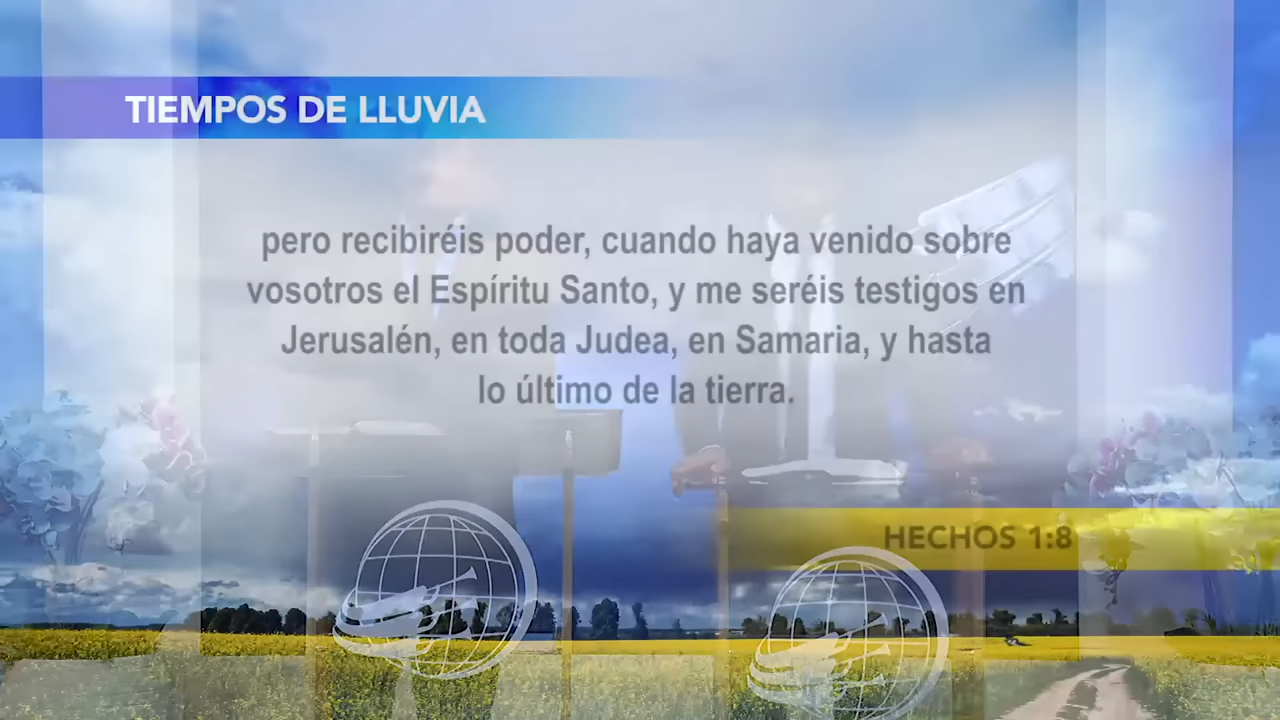 TIEMPOS DE LLUVIA
pero recibiréis poder, cuando haya venido sobre
vosotros el Espíritu Santo, y me seréis testigos en
Jerusalén, en toda Judea, en Samaria, y hasta
lo último de la tierra.
HECHOS 1:8